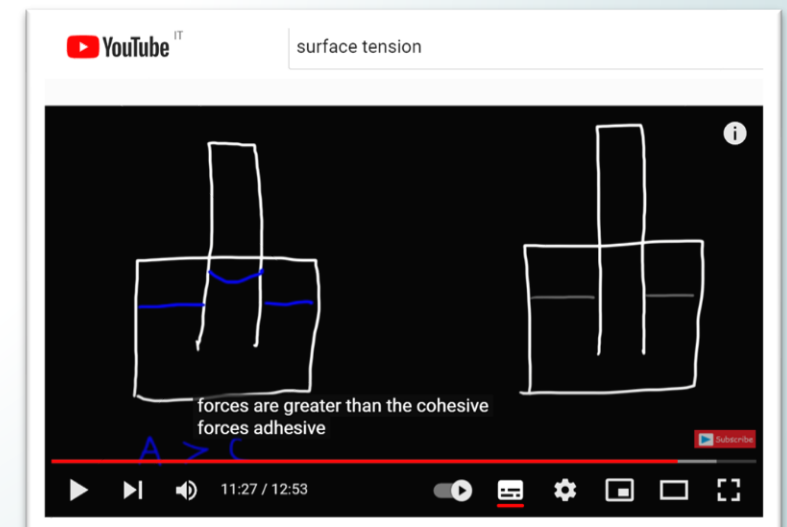 YouTube IT
surface tension
forces are greater than the cohesive
forces adhesive
A > C
Subscribe
11:27 / 12:53